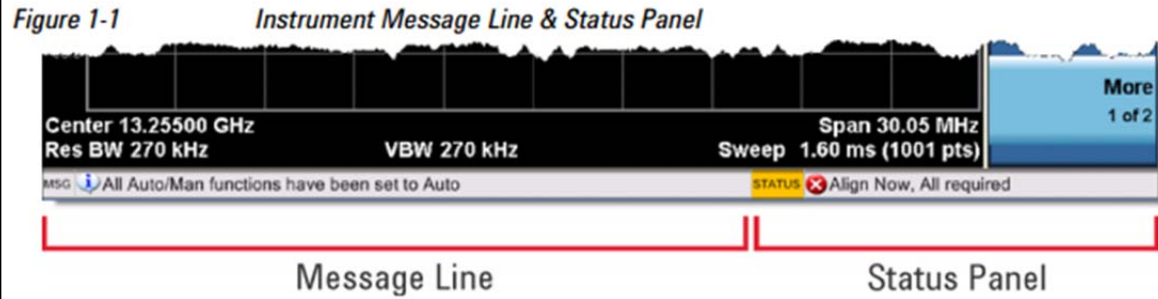 Figure 1-1 Instrument Message Line & Status Panel
More
1 of 2
Center 13.25500 GHz Span 30.05 MHz
Res BW 270 kHz VBW 270 kHz Sweep 1.60 ms (1001 pts)
MSG All Auto/Man functions have been set to Auto STATUS Align Now, All required
Message Line Status Panel